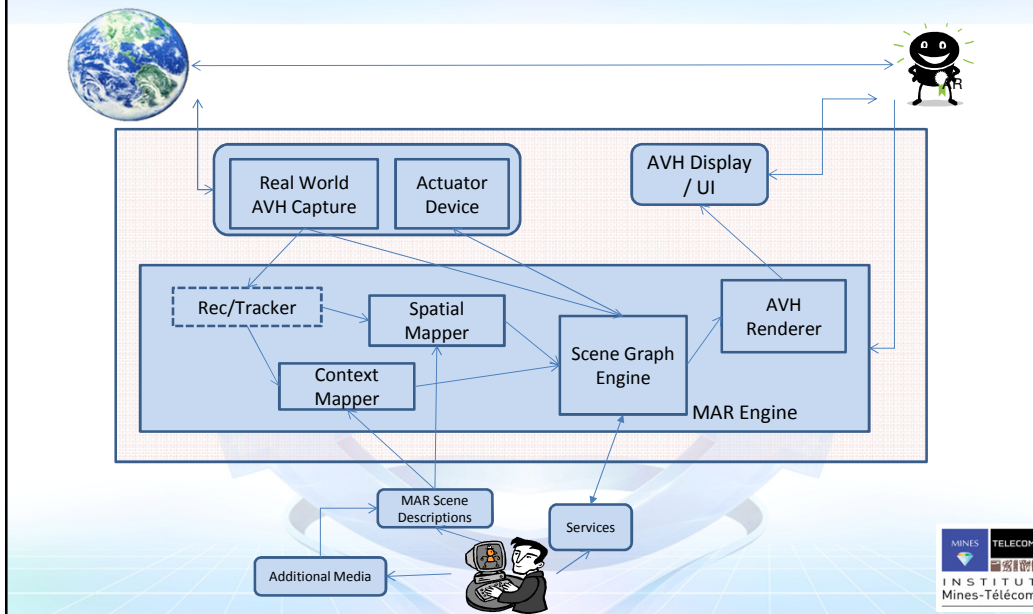 AR
Real World
AVH Capture
Actuator
Device
AVH Display
/ UI
Rec/Tracker
Spatial
Mapper
Context
Mapper
Scene Graph
Engine
AVH
Renderer
MAR Engine
MAR Scene
Descriptions
Services
Additional Media
MINES
TELECOM
INSTITUT
Mines-Télécom